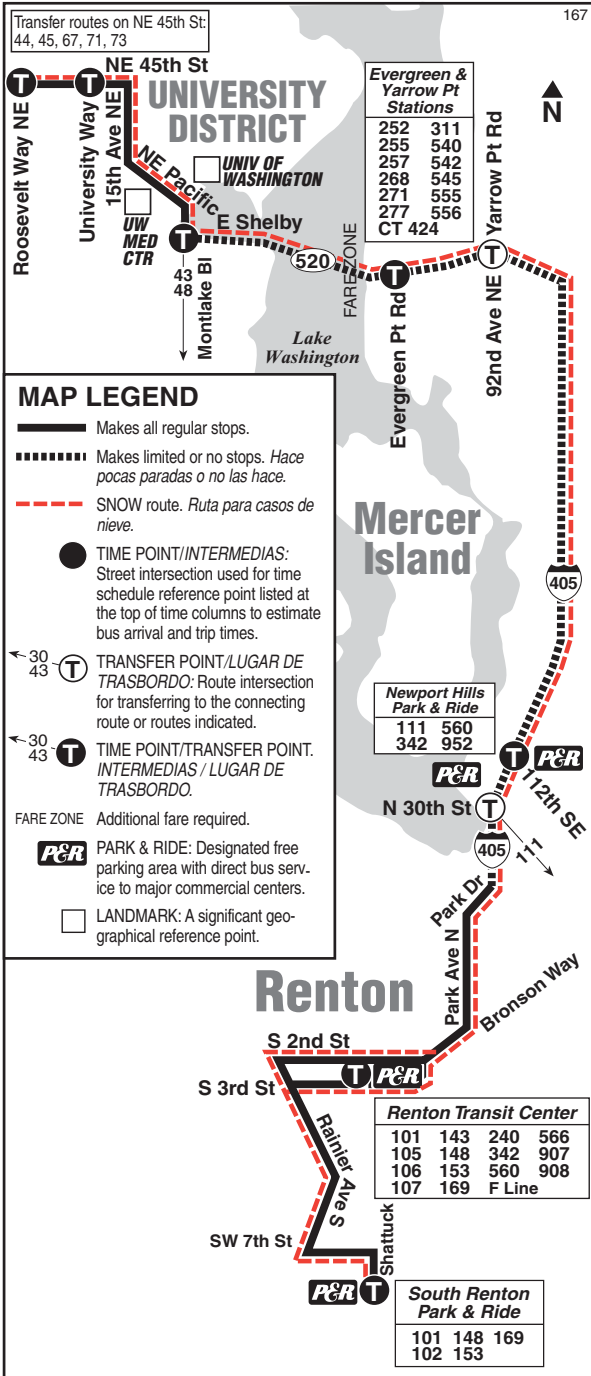 Transfer routes on NE 45th St:
44, 45, 67, 71, 73
167
NE 45th St
T
T
UNIVERSITY
DISTRICT
Roosevelt Way NE
University Way
15th Ave NE
NE Pacific
UNIV OF
WASHINGTON
UW
MED
CTR
T
43
48
Montlake Bl
E Shelby
520
FARE ZONE
Lake
Washington
Evergreen &
Yarrow Pt
Stations
252 311
255 540
257 542
268 545
271 555
277 556
CT 424
N
Yarrow Pt Rd
T
T
Evergreen Pt Rd
92nd Ave NE
MAP LEGEND
Makes all regular stops.
Makes limited or no stops. Hace
pocas paradas o no las hace.
SNOW route. Ruta para casos de
nieve.
TIME POINT/INTERMEDIAS:
Street intersection used for time
schedule reference point listed at
the top of time columns to estimate
bus arrival and trip times.
30
43
T
TRANSFER POINT/LUGAR DE
TRASBORDO: Route intersection
for transferring to the connecting
route or routes indicated.
30
43
T
TIME POINT/TRANSFER POINT.
INTERMEDIAS / LUGAR DE
TRASBORDO.
FARE ZONE Additional fare required.
P&R PARK & RIDE: Designated free
parking area with direct bus serv-
ice to major commercial centers.
LANDMARK: A significant geo-
graphical reference point.
Mercer
Island
405
Newport Hills
Park & Ride
111 560
342 952
T
P&R
P&R
112th SE
N 30th St
T
405
111
Park Dr
Park Ave N
Bronson Way
Renton
S 2nd St
T
P&R
S 3rd St
Renton Transit Center
101 143 240 566
105 148 342 907
106 153 560 908
107 169 F Line
Rainier Ave S
SW 7th St
Shattuck
P&R
T
South Renton
Park & Ride
101 148 169
102 153